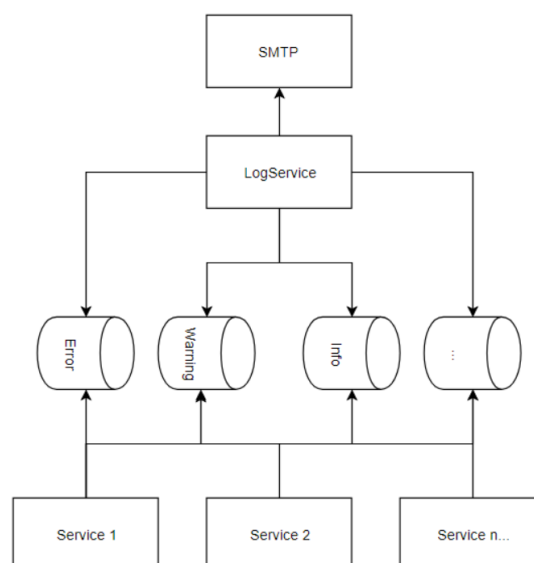 SMTP
LogService
Error
Warning
Info
...
Service 1
Service 2
Service n...